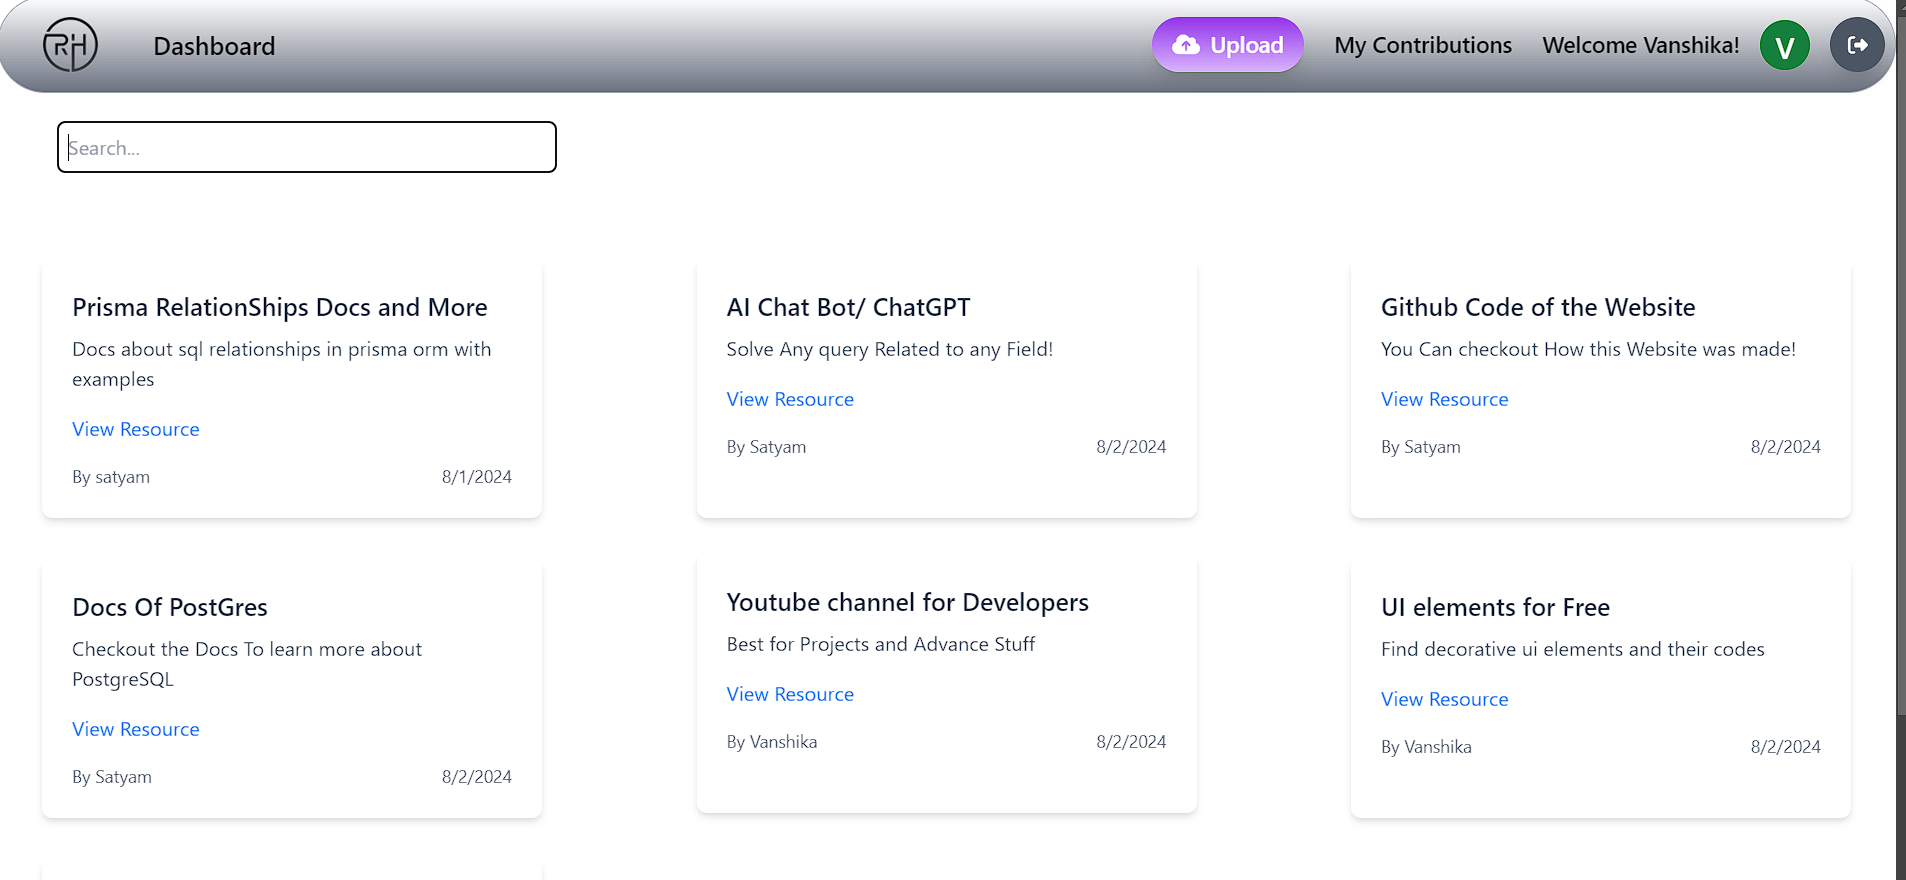 RH
Dashboard
Upload
My Contributions
Welcome Vanshika!
V
Search...
Prisma RelationShips Docs and More
Docs about sql relationships in prisma orm with
examples
View Resource
By satyam
8/1/2024
AI Chat Bot/ ChatGPT
Solve Any query Related to any Field!
View Resource
By Satyam
8/2/2024
Github Code of the Website
You Can checkout How this Website was made!
View Resource
By Satyam
8/2/2024
Docs Of PostGres
Checkout the Docs To learn more about
PostgreSQL
View Resource
By Satyam
8/2/2024
Youtube channel for Developers
Best for Projects and Advance Stuff
View Resource
By Vanshika
8/2/2024
UI elements for Free
Find decorative ui elements and their codes
View Resource
By Vanshika
8/2/2024